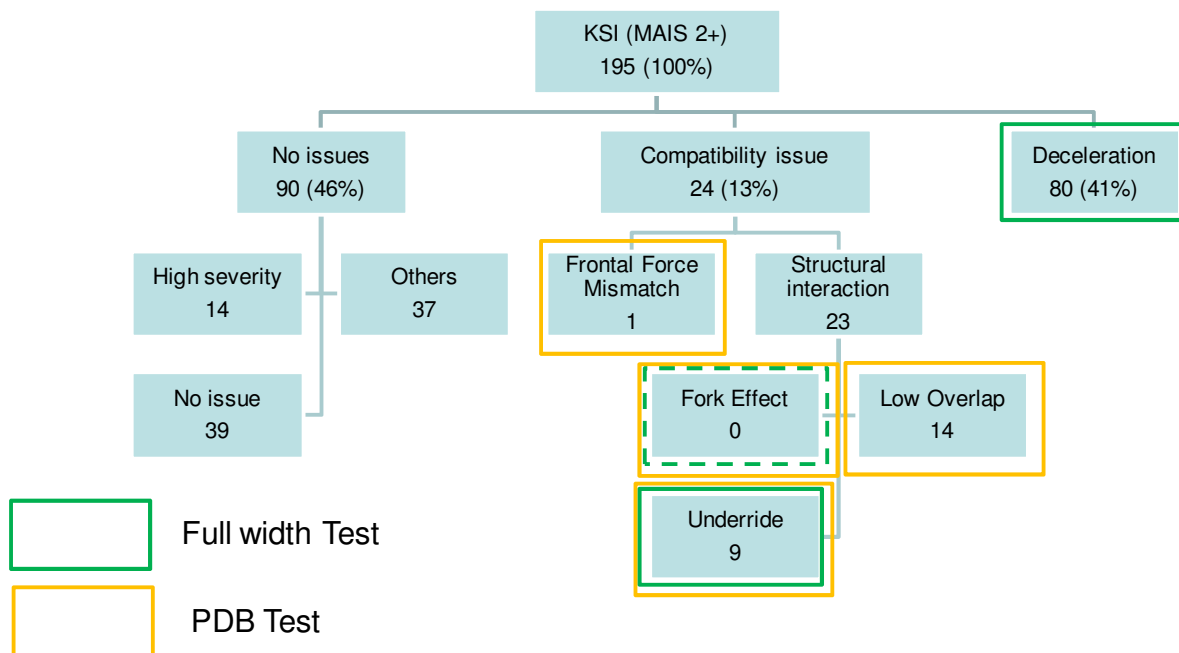 KSI (MAIS 2+)
195 (100%)
No issues
90 (46%)
Compatibility issue
24 (13%)
Deceleration
80 (41%)
High severity
14
Others
37
Frontal Force
Mismatch
1
Structural
interaction
23
No issue
39
Fork Effect
0
Low Overlap
14
Underride
9
Full width Test
PDB Test